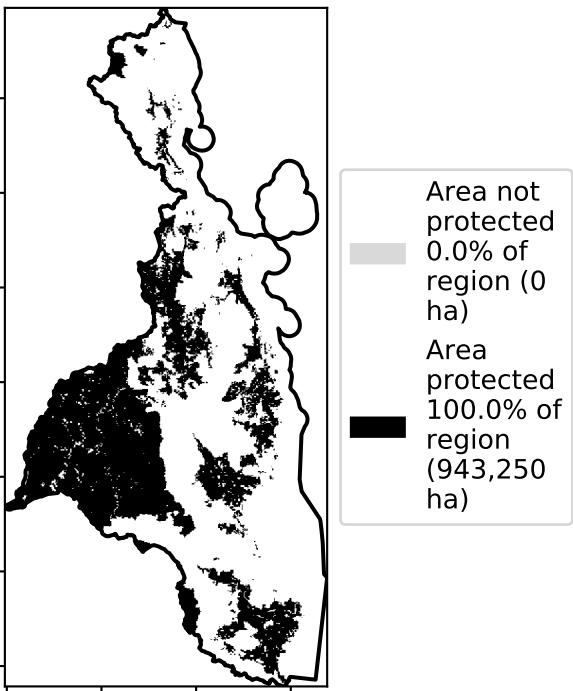 Area not
protected
0.0% of
region (0
ha)
Area
protected
100.0% of
region
(943,250
ha)